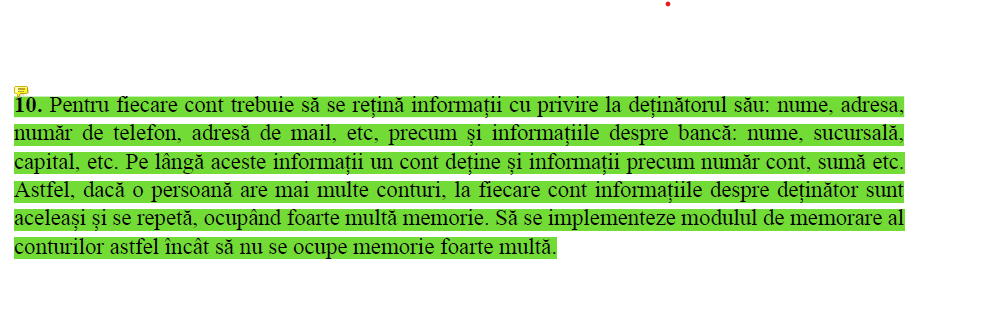 10. Pentru fiecare cont trebuie să se rețină informații cu privire la deținătorul său: nume, adresa,
număr de telefon, adresă de mail, etc, precum și informațiile despre bancă: nume, sucursală,
capital, etc. Pe lângă aceste informații un cont deține și informații precum număr cont, sumă etc.
Astfel, dacă o persoană are mai multe conturi, la fiecare cont informațiile despre deținător sunt
aceleași și se repetă, ocupând foarte multă memorie. Să se implementeze modulul de memorare al
conturilor astfel încât să nu se ocupe memorie foarte multă.